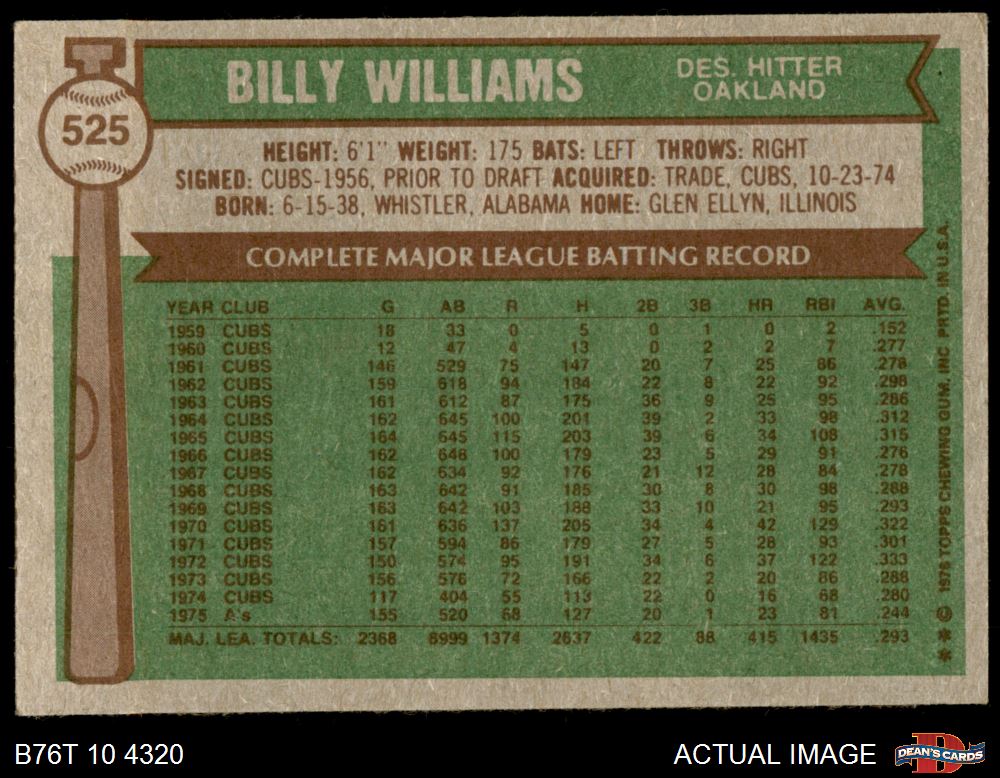 525
BILLY WILLIAMS
DES. HITTER
OAKLAND
HEIGHT: 6'1" WEIGHT: 175 BATS: LEFT THROWS: RIGHT
SIGNED: CUBS-1956, PRIOR TO DRAFT ACQUIRED: TRADE, CUBS, 10-23-74
BORN: 6-15-38, WHISTLER, ALABAMA HOME: GLEN ELLYN, ILLINOIS
COMPLETE MAJOR LEAGUE BATTING RECORD
YEAR CLUB G AB R H 2B 3B HR RBI AVG.
1959 CUBS 18 33 0 5 0 1 0 2 .152
1960 CUBS 12 47 4 13 0 2 2 7 .277
1961 CUBS 146 529 75 147 20 7 25 86 .278
1962 CUBS 159 618 94 184 22 8 22 92 .298
1963 CUBS 161 612 87 175 36 9 25 95 .286
1964 CUBS 162 645 100 201 39 2 33 98 .312
1965 CUBS 164 645 115 203 39 6 34 108 .315
1966 CUBS 162 648 100 179 23 5 29 91 .276
1967 CUBS 162 634 92 176 21 12 28 84 .278
1968 CUBS 163 642 91 185 30 8 30 98 .288
1969 CUBS 163 642 103 188 33 10 21 95 .293
1970 CUBS 161 636 137 205 34 4 42 129 .322
1971 CUBS 157 594 86 179 27 5 28 93 .301
1972 CUBS 150 574 95 191 34 6 37 122 .333
1973 CUBS 156 576 72 166 22 2 20 86 .288
1974 CUBS 117 404 55 113 22 0 16 68 .280
1975 A's 155 520 68 127 20 1 23 81 .244
MAJ. LEA. TOTALS: 2368 8999 1374 2637 422 88 415 1435 .293
* * © 1976 TOPPS CHEWING GUM, INC PRTD. IN U.S.A.
B76T 10 4320
ACTUAL IMAGE
DEAN'S CARDS